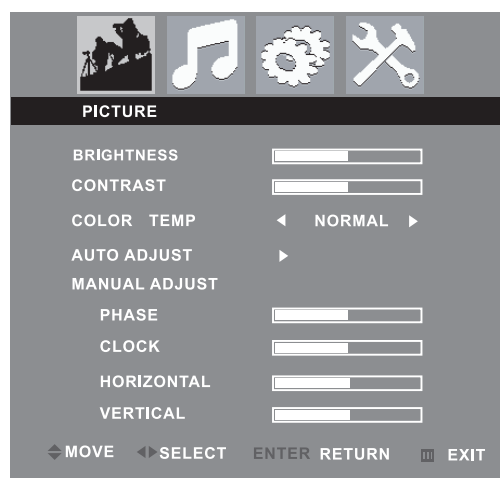 PICTURE
BRIGHTNESS
CONTRAST
COLOR TEMP NORMAL
AUTO ADJUST
MANUAL ADJUST
PHASE
CLOCK
HORIZONTAL
VERTICAL
MOVE SELECT ENTER RETURN EXIT